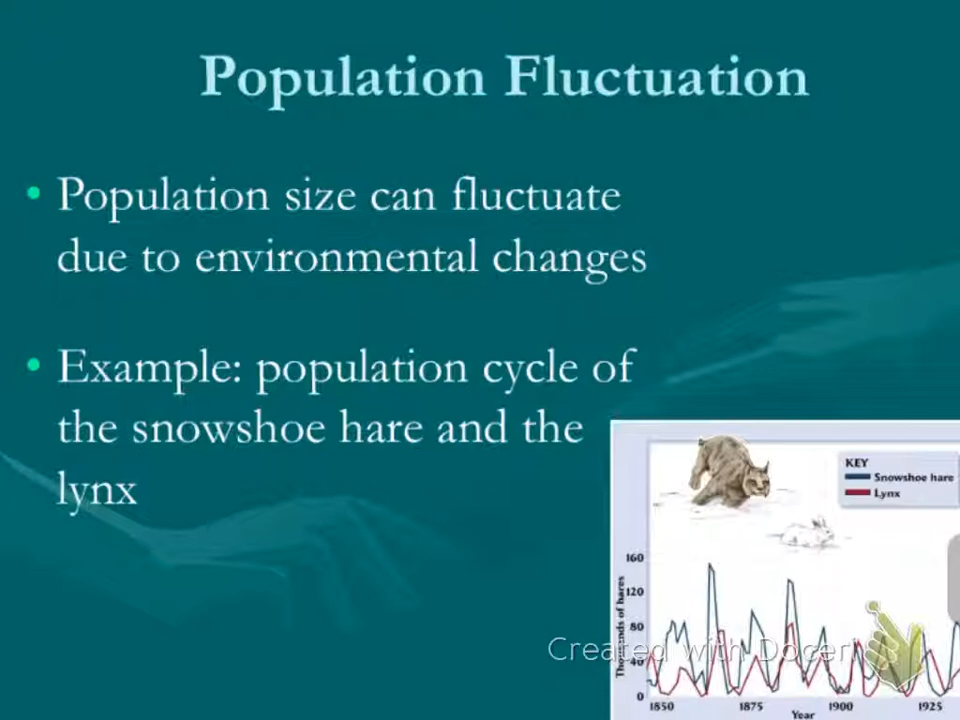 Population Fluctuation
• Population size can fluctuate
due to environmental changes
• Example: population cycle of
the snowshoe hare and the
lynx
KEY
Snowshoe hare
Lynx
160
120
80
40
0
Thousands of hares
1850 1875 1900 1925
Year
Created with Doceri